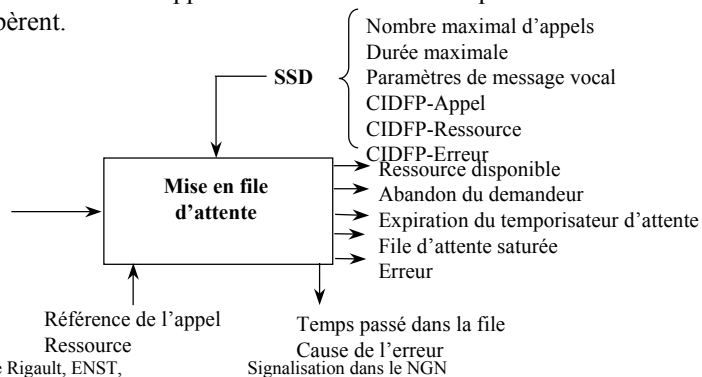 pèrent.
Nombre maximal d'appels
Durée maximale
SSD
Paramètres de message vocal
CIDFP-Appel
CIDFP-Ressource
CIDFP-Erreur
Mise en file
d'attente
Ressource disponible
Abandon du demandeur
Expiration du temporisateur d'attente
File d'attente saturée
Erreur
Référence de l'appel
Ressource
Temps passé dans la file
Cause de l'erreur
Rigault, ENST,
Signalisation dans le NGN